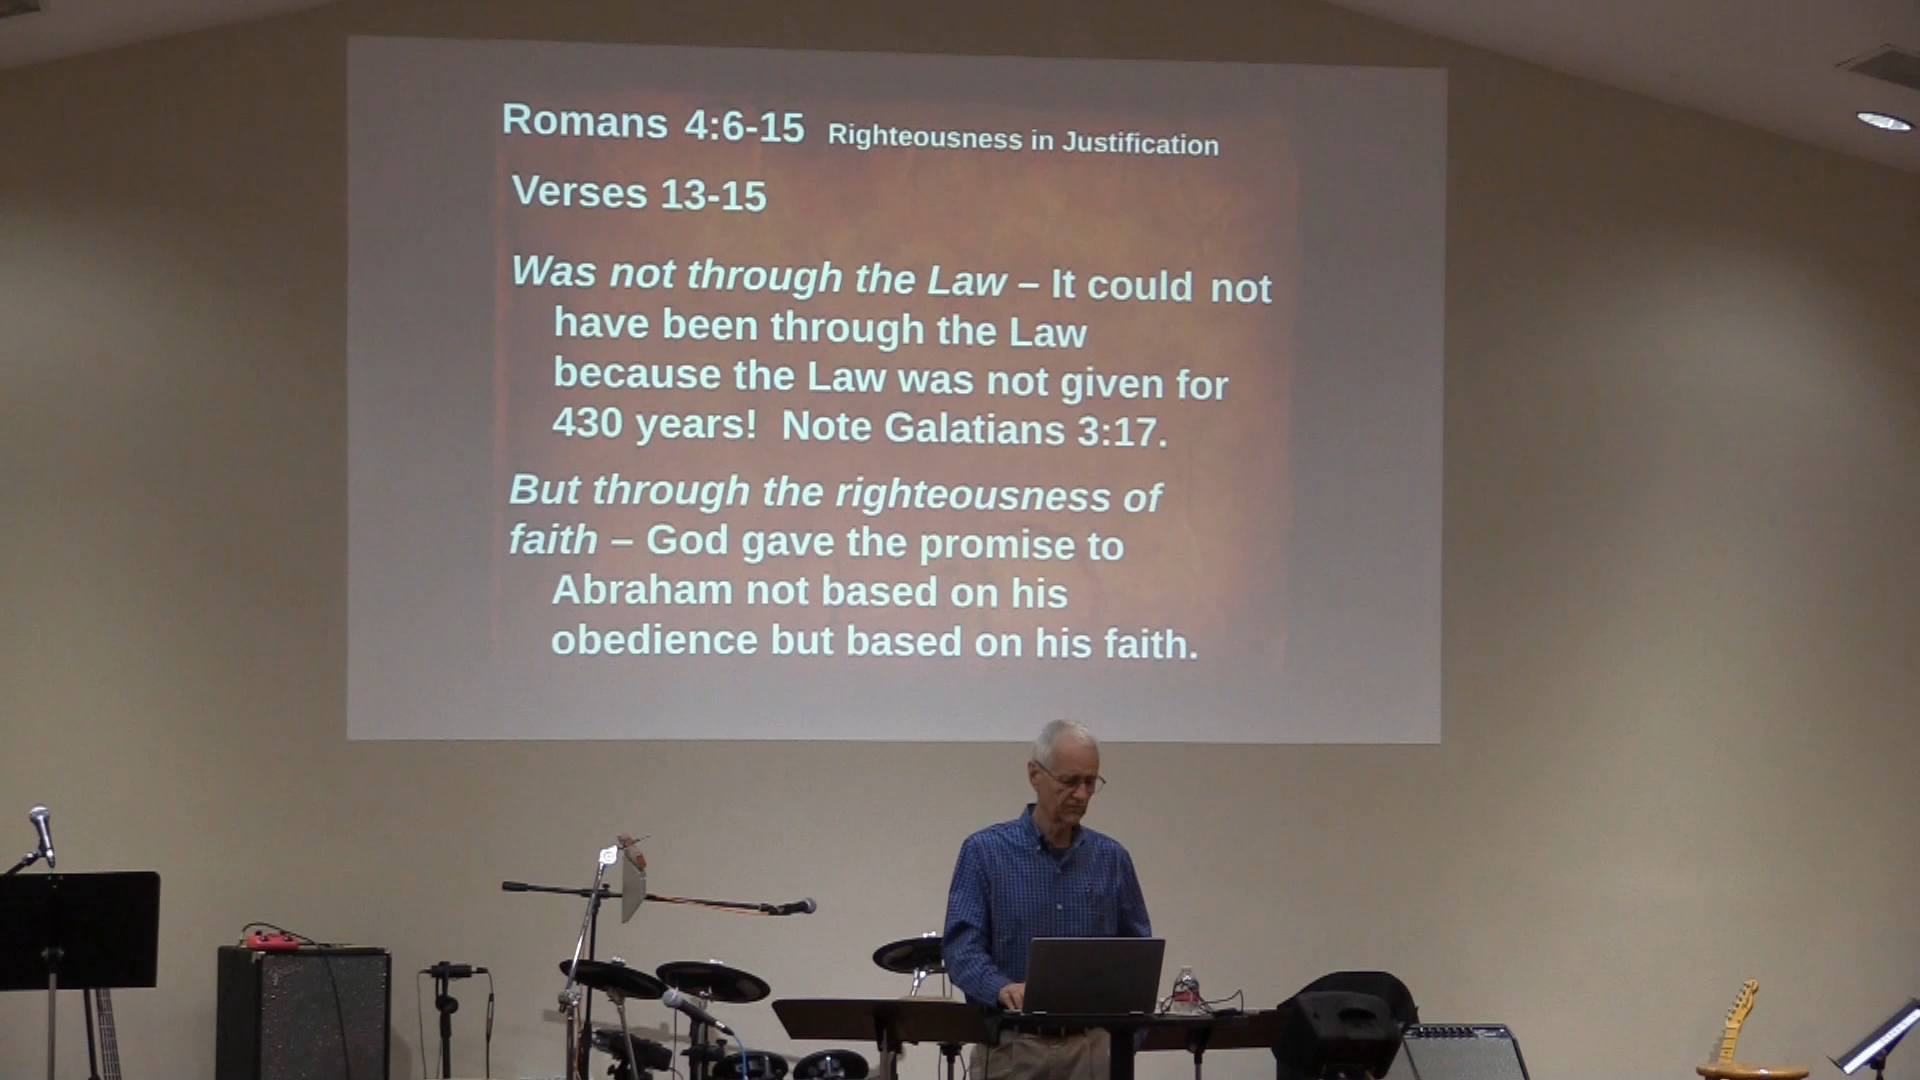 Romans 4:6-15 Righteousness in Justification
Verses 13-15
Was not through the Law – It could not
have been through the Law
because the Law was not given for
430 years! Note Galatians 3:17.
But through the righteousness of
faith – God gave the promise to
Abraham not based on his
obedience but based on his faith.